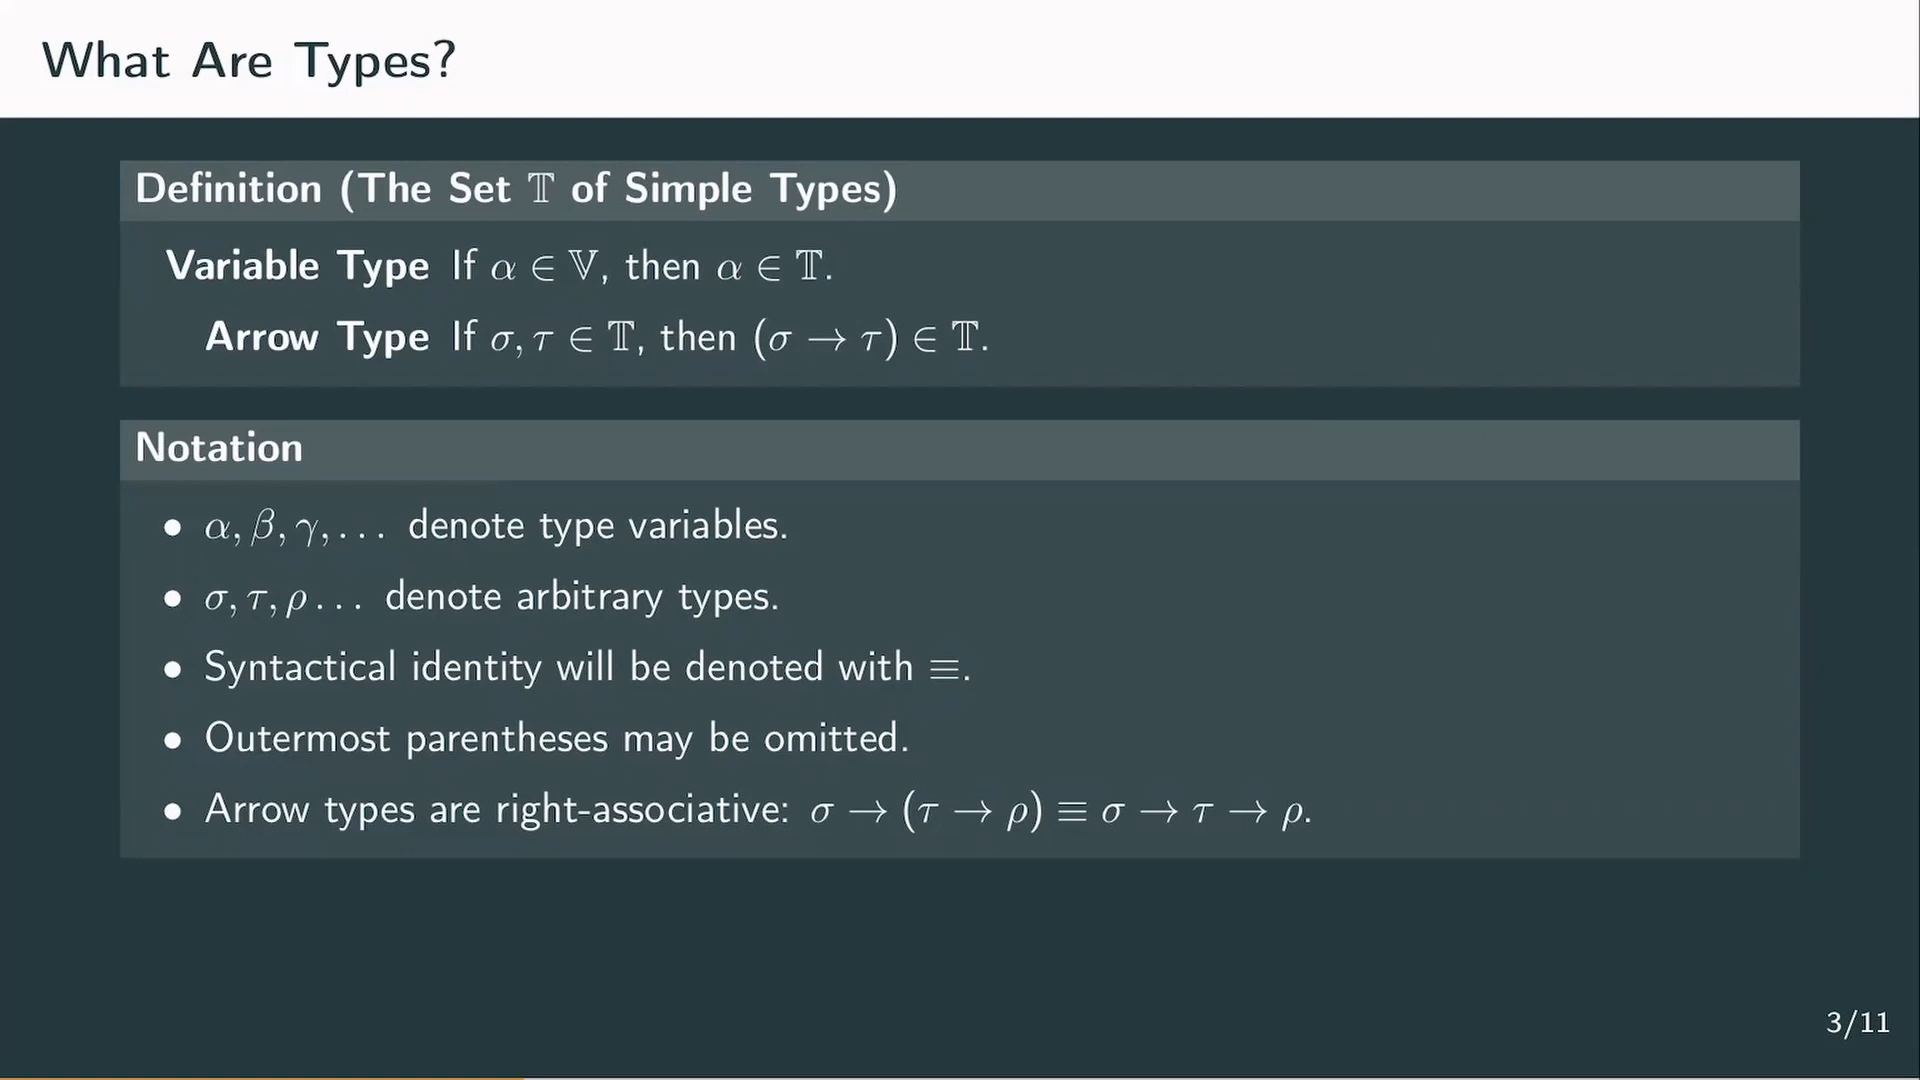 What Are Types?
Definition (The Set 𝕋 of Simple Types)
Variable Type If α ∈ 𝕍, then α ∈ 𝕋.
Arrow Type If σ, τ ∈ 𝕋, then (σ → τ) ∈ 𝕋.
Notation
• α, β, γ, . . . denote type variables.
• σ, τ, ρ . . . denote arbitrary types.
• Syntactical identity will be denoted with ≡.
• Outermost parentheses may be omitted.
• Arrow types are right-associative: σ → (τ → ρ) ≡ σ → τ → ρ.
3/11